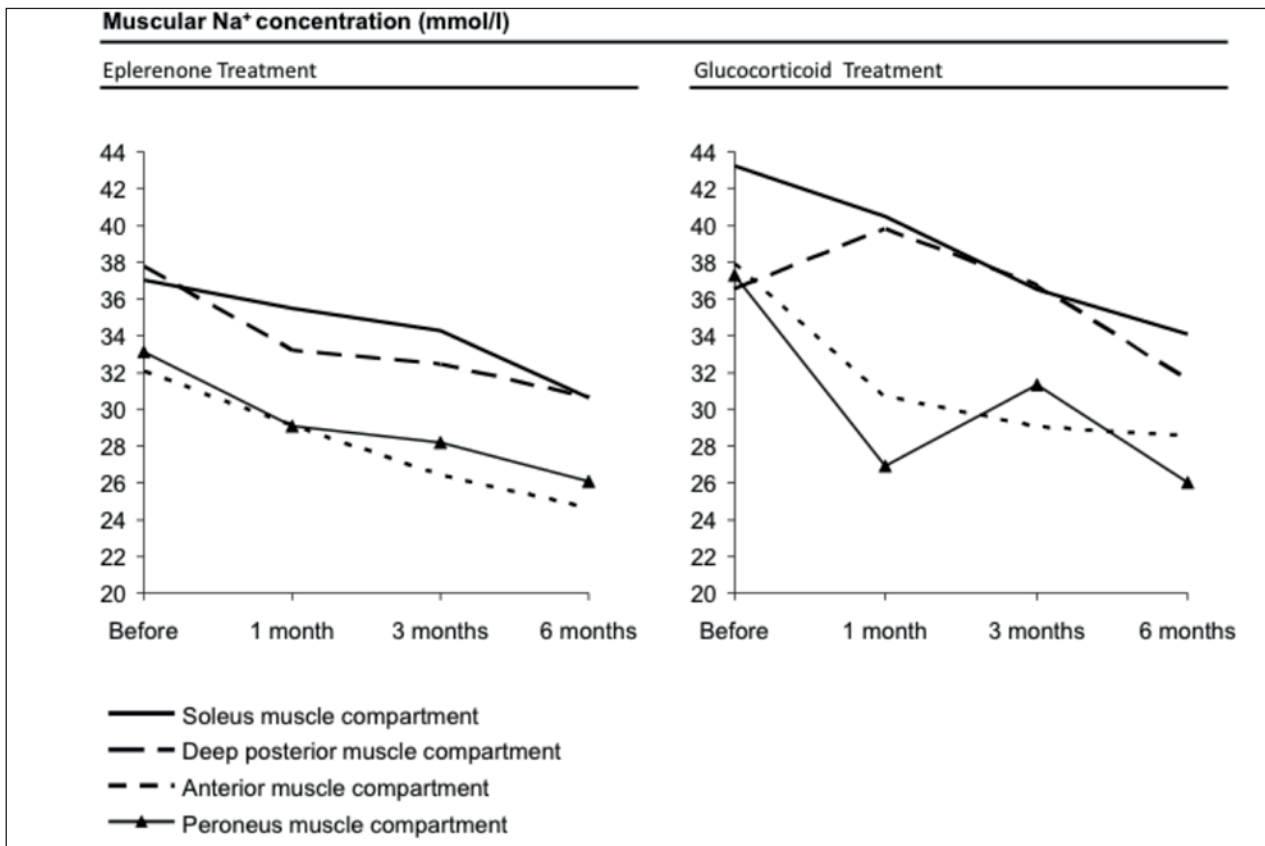 Muscular Na⁺ concentration (mmol/l)
Eplerenone Treatment
Glucocorticoid Treatment
44
42
40
38
36
34
32
30
28
26
24
22
20
Before 1 month 3 months 6 months
44
42
40
38
36
34
32
30
28
26
24
22
20
Before 1 month 3 months 6 months
Soleus muscle compartment
Deep posterior muscle compartment
Anterior muscle compartment
Peroneus muscle compartment